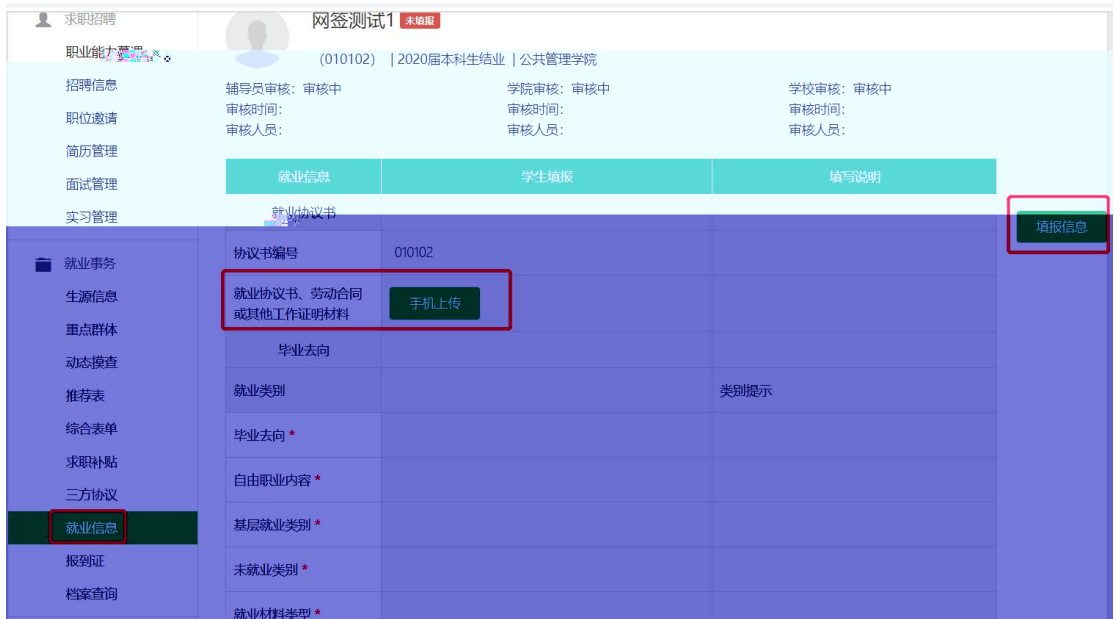 求职招聘
职业能力慕课
招聘信息
职位邀请
简历管理
面试管理
实习管理
就业事务
生源信息
重点群体
动态摸查
推荐表
综合表单
求职补贴
三方协议
就业信息
报到证
档案查询
网签测试1 未填报
（010102） | 2020届本科生结业 | 公共管理学院
辅导员审核：审核中 学院审核：审核中 学校审核：审核中
审核时间： 审核时间： 审核时间：
审核人员： 审核人员： 审核人员：
就业信息 学生填报 填写说明
就业协议书
填报信息
协议书编号 010102
就业协议书、劳动合同
或其他工作证明材料 手机上传
毕业去向
就业类别 类别提示
毕业去向 *
自由职业内容 *
基层就业类别 *
未就业类别 *
就业材料类型 *